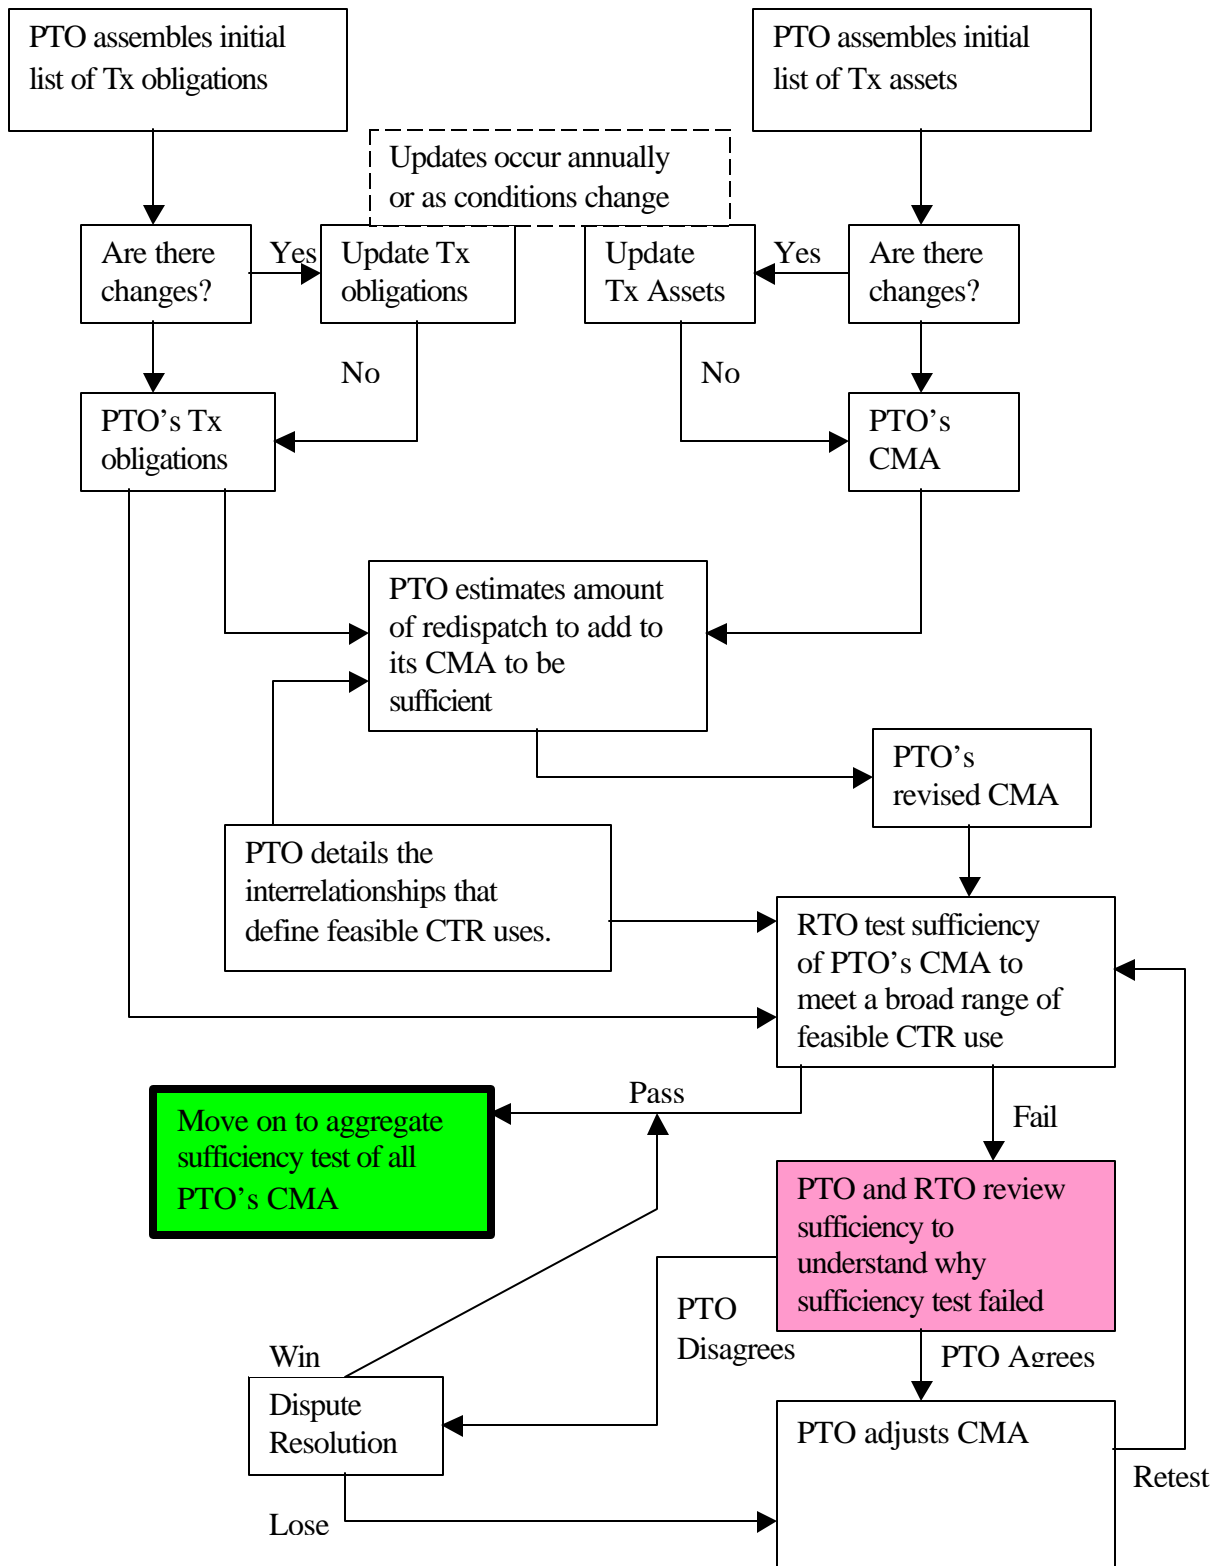 PTO assembles initial
list of Tx obligations
PTO assembles initial
list of Tx assets
Updates occur annually
or as conditions change
Are there
changes?
Yes
Update Tx
obligations
Update
Tx Assets
Yes
Are there
changes?
No
No
PTO’s Tx
obligations
PTO’s
CMA
PTO estimates amount
of redispatch to add to
its CMA to be
sufficient
PTO’s
revised CMA
PTO details the
interrelationships that
define feasible CTR uses.
RTO test sufficiency
of PTO’s CMA to
meet a broad range of
feasible CTR use
Pass
Fail
Move on to aggregate
sufficiency test of all
PTO’s CMA
PTO and RTO review
sufficiency to
understand why
sufficiency test failed
PTO
Disagrees
PTO Agrees
Win
Dispute
Resolution
PTO adjusts CMA
Retest
Lose